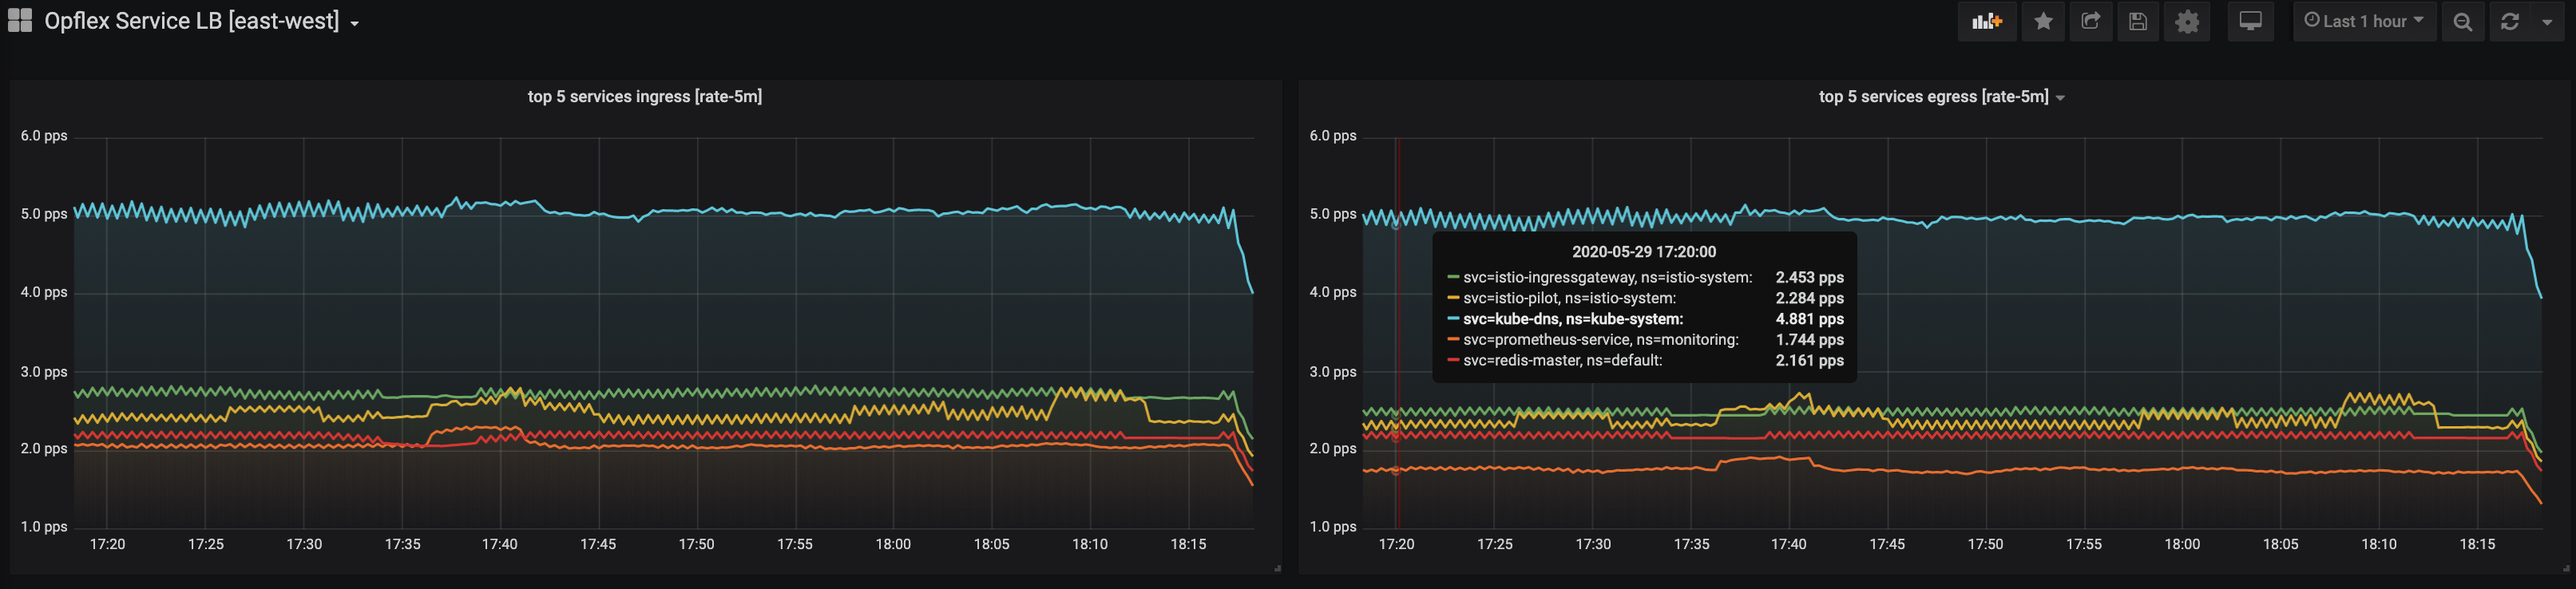 Opflex Service LB [east-west]
Last 1 hour
top 5 services ingress [rate-5m]
6.0 pps
5.0 pps
4.0 pps
3.0 pps
2.0 pps
1.0 pps
17:20 17:25 17:30 17:35 17:40 17:45 17:50 17:55 18:00 18:05 18:10 18:15
top 5 services egress [rate-5m]
6.0 pps
5.0 pps
4.0 pps
3.0 pps
2.0 pps
1.0 pps
17:20 17:25 17:30 17:35 17:40 17:45 17:50 17:55 18:00 18:05 18:10 18:15
2020-05-29 17:20:00
svc=istio-ingressgateway, ns=istio-system: 2.453 pps
svc=istio-pilot, ns=istio-system: 2.284 pps
svc=kube-dns, ns=kube-system: 4.881 pps
svc=prometheus-service, ns=monitoring: 1.744 pps
svc=redis-master, ns=default: 2.161 pps